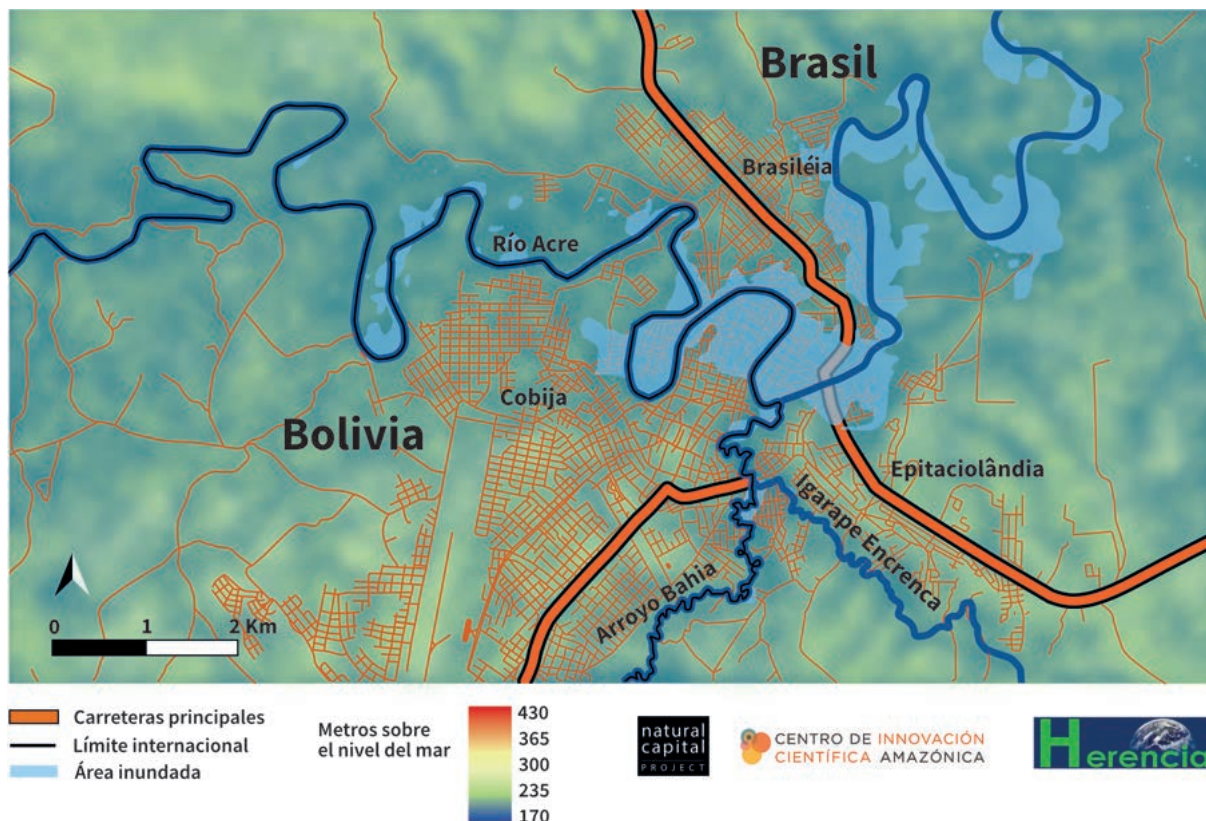 Brasil
Brasiléia
Río Acre
Cobija
Bolivia
Epitaciolândia
Igarape Encrenca
Arroyo Bahia
0 1 2 Km
Carreteras principales
Límite internacional
Área inundada
Metros sobre
el nivel del mar
430
365
300
235
170
natural
capital
PROJECT
CENTRO DE INNOVACIÓN
CIENTÍFICA AMAZÓNICA
Herencia